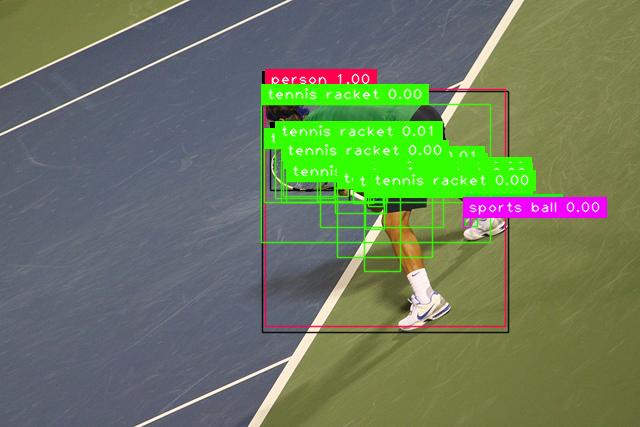 person 1.00
tennis racket 0.00
tennis racket 0.01
tennis racket 0.00
tennis
tennis racket 0.00
sports ball 0.00